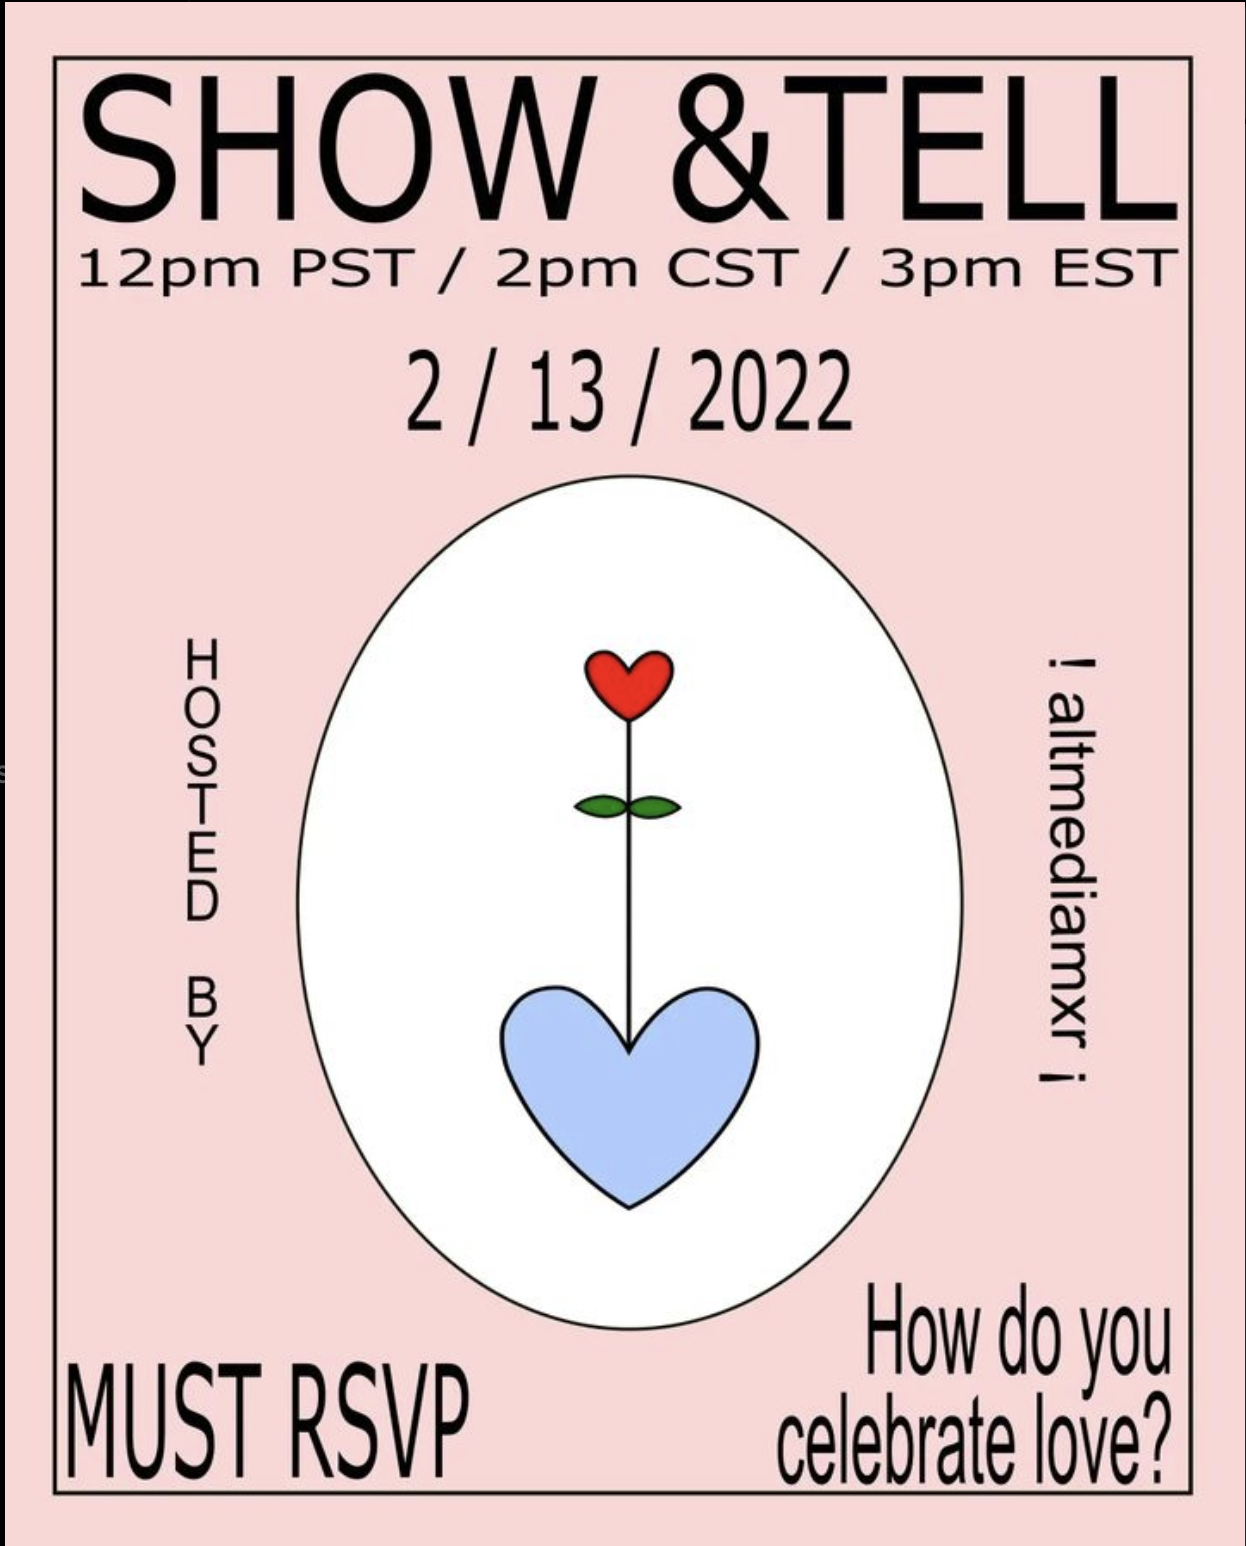 SHOW &TELL
12pm PST / 2pm CST / 3pm EST
2 / 13 / 2022
HOSTED BY
! altmediamxr ¡
MUST RSVP
How do you
celebrate love?